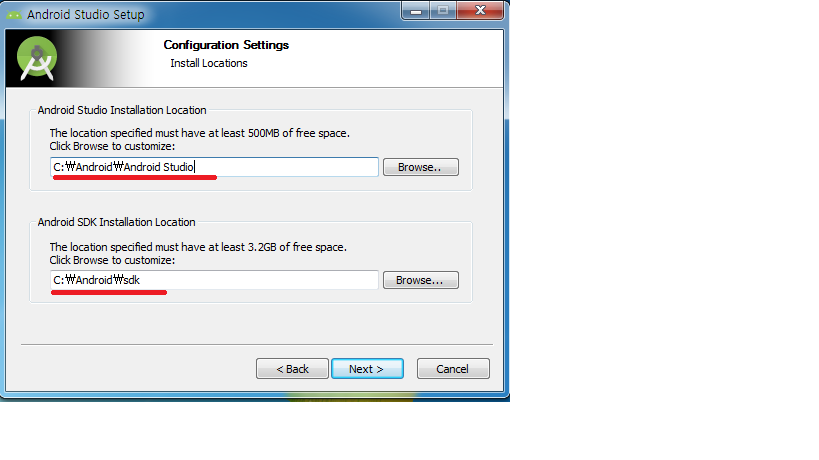 Android Studio Setup
Configuration Settings
Install Locations
Android Studio Installation Location
The location specified must have at least 500MB of free space.
Click Browse to customize:
C:₩Android₩Android Studio
Browse..
Android SDK Installation Location
The location specified must have at least 3.2GB of free space.
Click Browse to customize:
C:₩Android₩sdk
Browse...
< Back
Next >
Cancel